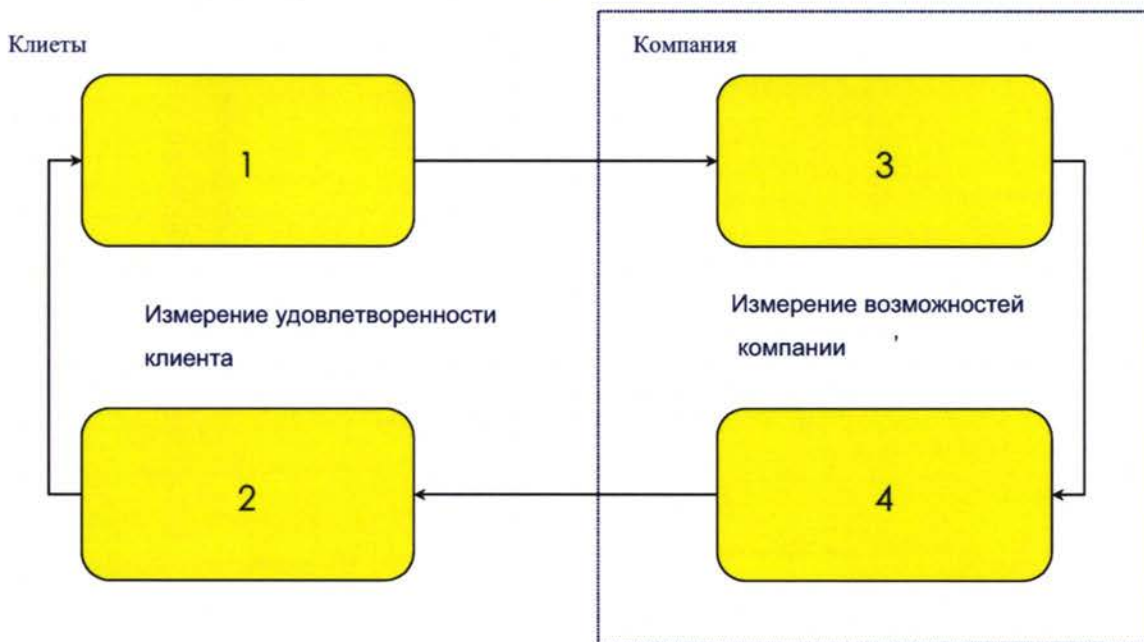 Клиеты
Компания
1
3
Измерение удовлетворенности
клиента
Измерение возможностей
компании
2
4